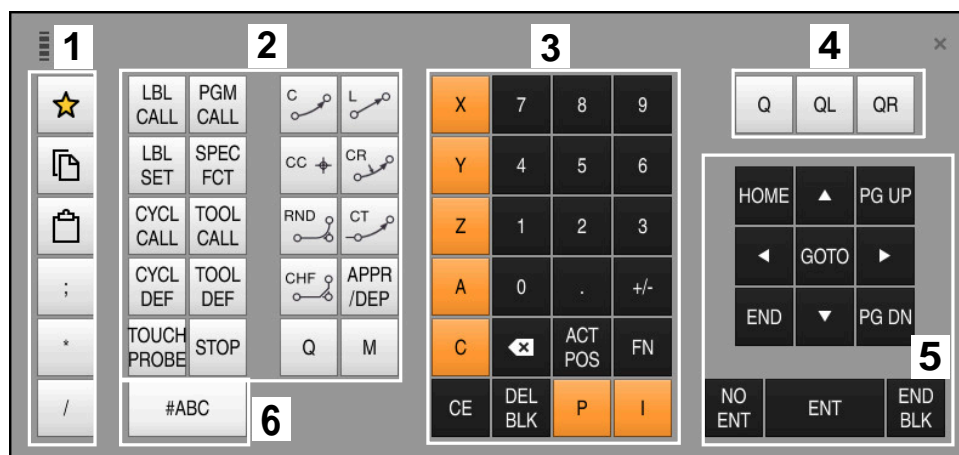 1
2
3
4
×
LBL CALL
PGM CALL
C
L
X
7
8
9
Q
QL
QR
LBL SET
SPEC FCT
CC
CR
Y
4
5
6
HOME
PG UP
CYCL CALL
TOOL CALL
RND
CT
Z
1
2
3
GOTO
;
CYCL DEF
TOOL DEF
CHF
APPR /DEP
A
0
.
+/-
END
PG DN
*
TOUCH PROBE
STOP
Q
M
C
ACT POS
FN
5
/
#ABC
6
CE
DEL BLK
P
I
NO ENT
ENT
END BLK